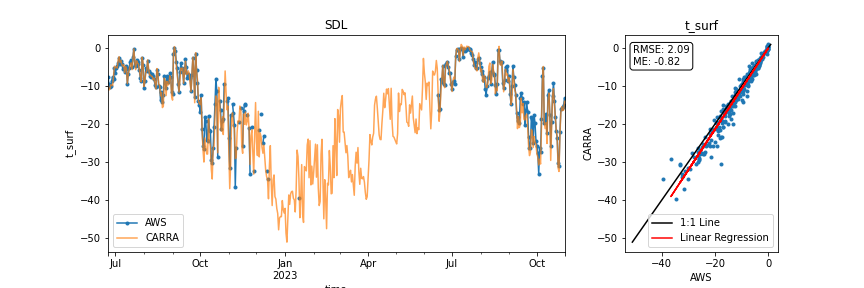 SDL
t_surf
0
−10
−20
−30
−40
−50
t_surf
AWS
CARRA
Jul
Oct
Jan
2023
Apr
Jul
Oct
time
t_surf
RMSE: 2.09
ME: -0.82
0
−10
−20
−30
−40
−50
CARRA
1:1 Line
Linear Regression
−40
−20
0
AWS